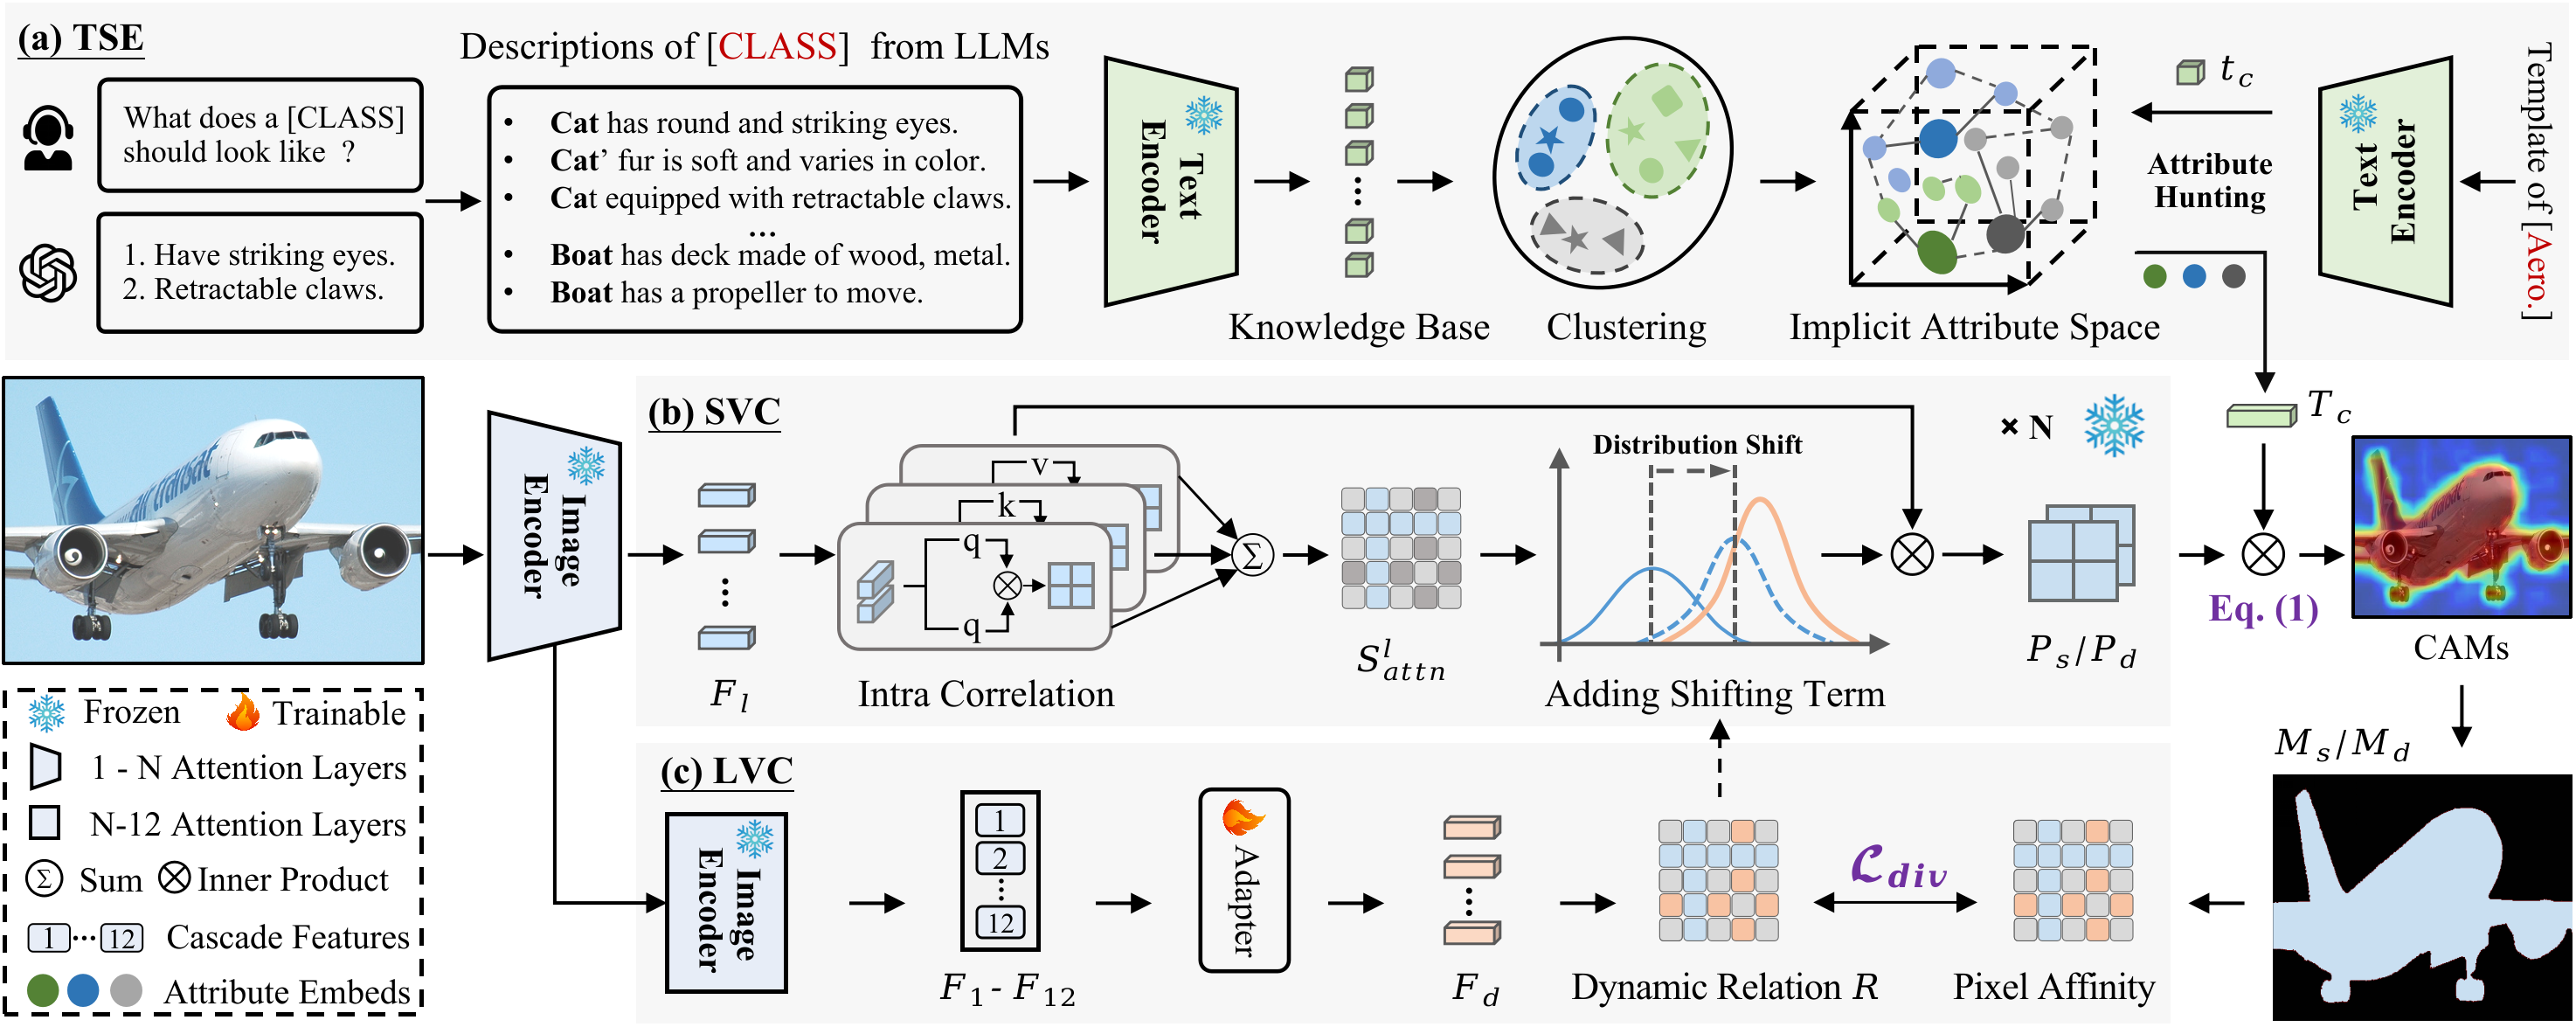 (a) TSE
What does a [CLASS]
should look like ?
1. Have striking eyes.
2. Retractable claws.
Descriptions of [CLASS] from LLMs
• Cat has round and striking eyes.
• Cat’ fur is soft and varies in color.
• Cat equipped with retractable claws.
...
• Boat has deck made of wood, metal.
• Boat has a propeller to move.
Text
Encoder
Knowledge Base
Clustering
Implicit Attribute Space
t_c
Attribute
Hunting
Text
Encoder
Template of [Aero.]
T_c
air transat
Image
Encoder
(b) SVC
F_l
v
k
q
q
Intra Correlation
Σ
S^l_{attn}
Distribution Shift
Adding Shifting Term
× N
P_s/P_d
Eq. (1)
CAMs
M_s/M_d
Frozen
Trainable
1 - N Attention Layers
N-12 Attention Layers
Σ Sum
Inner Product
1 ... 12 Cascade Features
Attribute Embeds
(c) LVC
Image
Encoder
1
2
...
12
F_1 - F_12
Adapter
F_d
Dynamic Relation R
ℒ_div
Pixel Affinity